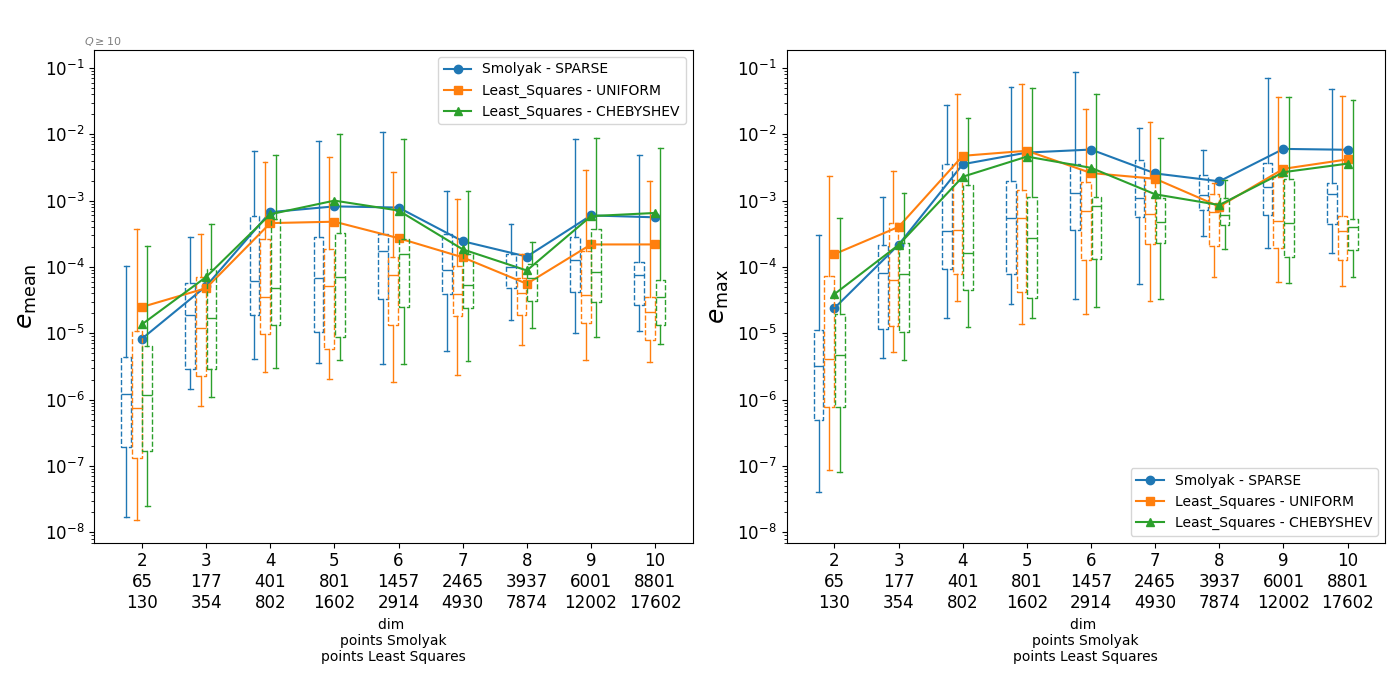 Q ≥ 10
10⁻¹
10⁻²
10⁻³
10⁻⁴
10⁻⁵
10⁻⁶
10⁻⁷
10⁻⁸
e_mean
Smolyak - SPARSE
Least_Squares - UNIFORM
Least_Squares - CHEBYSHEV
2 3 4 5 6 7 8 9 10
65 177 401 801 1457 2465 3937 6001 8801
130 354 802 1602 2914 4930 7874 12002 17602
dim
points Smolyak
points Least Squares
10⁻¹
10⁻²
10⁻³
10⁻⁴
10⁻⁵
10⁻⁶
10⁻⁷
10⁻⁸
e_max
Smolyak - SPARSE
Least_Squares - UNIFORM
Least_Squares - CHEBYSHEV
2 3 4 5 6 7 8 9 10
65 177 401 801 1457 2465 3937 6001 8801
130 354 802 1602 2914 4930 7874 12002 17602
dim
points Smolyak
points Least Squares